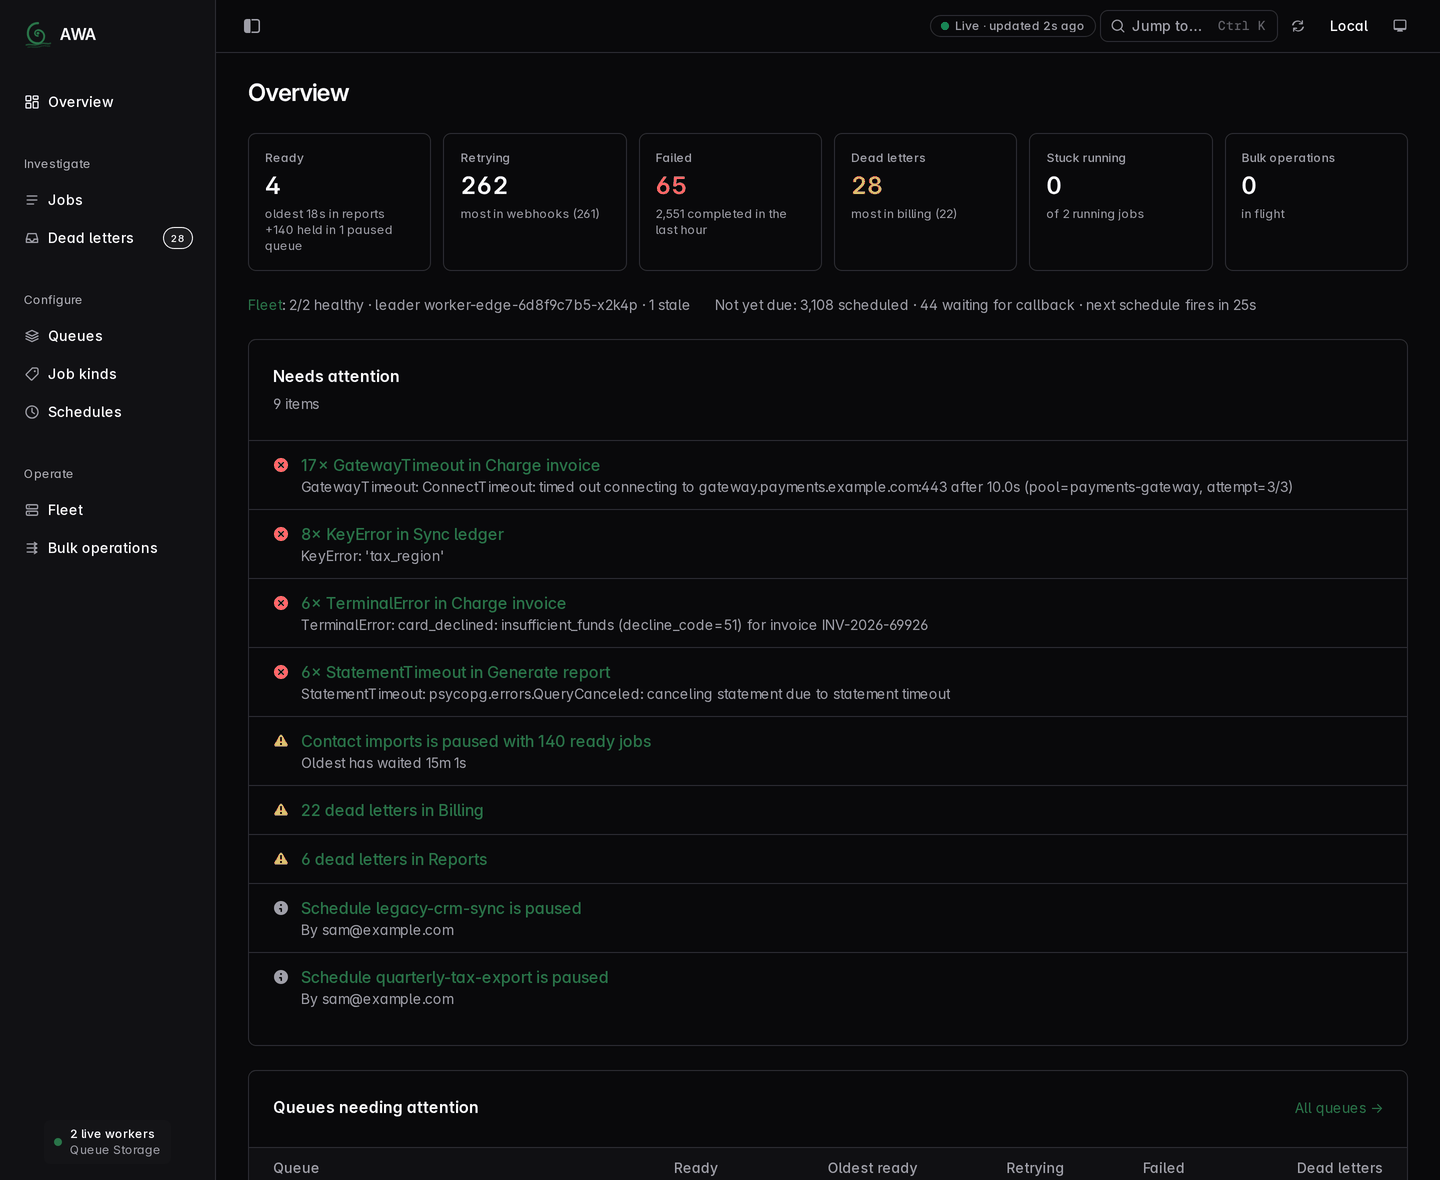 AWA
Live · updated 2s ago
Jump to...
Ctrl K
Local
Overview
Investigate
Jobs
Dead letters
28
Configure
Queues
Job kinds
Schedules
Operate
Fleet
Bulk operations
2 live workers
Queue Storage
Overview
Ready
4
oldest 18s in reports
+140 held in 1 paused
queue
Retrying
262
most in webhooks (261)
Failed
65
2,551 completed in the
last hour
Dead letters
28
most in billing (22)
Stuck running
0
of 2 running jobs
Bulk operations
0
in flight
Fleet: 2/2 healthy · leader worker-edge-6d8f9c7b5-x2k4p · 1 stale
Not yet due: 3,108 scheduled · 44 waiting for callback · next schedule fires in 25s
Needs attention
9 items
17× GatewayTimeout in Charge invoice
GatewayTimeout: ConnectTimeout: timed out connecting to gateway.payments.example.com:443 after 10.0s (pool=payments-gateway, attempt=3/3)
8× KeyError in Sync ledger
KeyError: 'tax_region'
6× TerminalError in Charge invoice
TerminalError: card_declined: insufficient_funds (decline_code=51) for invoice INV-2026-69926
6× StatementTimeout in Generate report
StatementTimeout: psycopg.errors.QueryCanceled: canceling statement due to statement timeout
Contact imports is paused with 140 ready jobs
Oldest has waited 15m 1s
22 dead letters in Billing
6 dead letters in Reports
Schedule legacy-crm-sync is paused
By sam@example.com
Schedule quarterly-tax-export is paused
By sam@example.com
Queues needing attention
All queues →
Queue
Ready
Oldest ready
Retrying
Failed
Dead letters